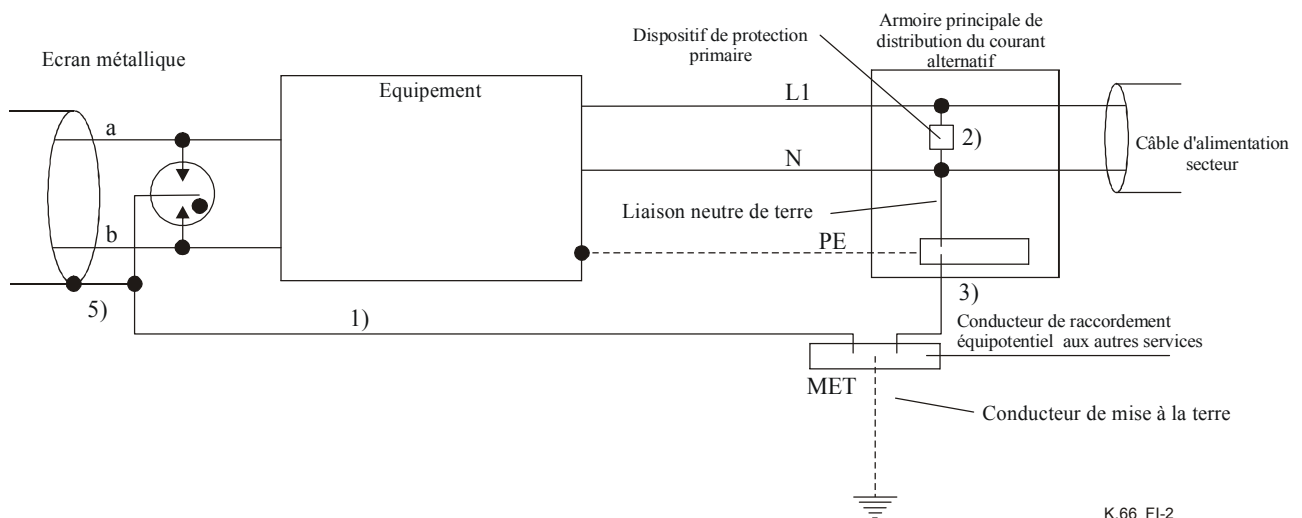 Ecran métallique
Equipement
Dispositif de protection
primaire
Armoire principale de
distribution du courant
alternatif
a
b
L1
N
2)
Câble d'alimentation
secteur
Liaison neutre de terre
PE
5)
1)
3)
Conducteur de raccordement
équipotentiel aux autres services
MET
Conducteur de mise à la terre
K.66_FI-2